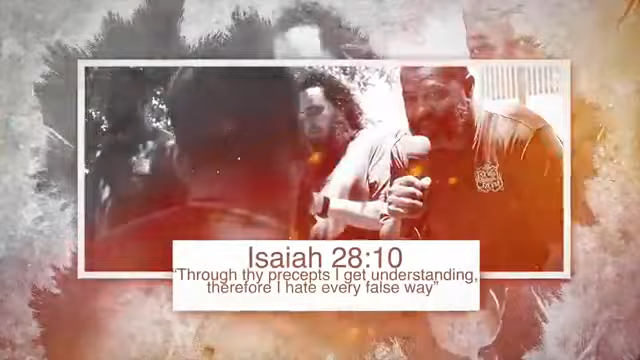 Isaiah 28:10
“Through thy precepts I get understanding,
therefore I hate every false way”